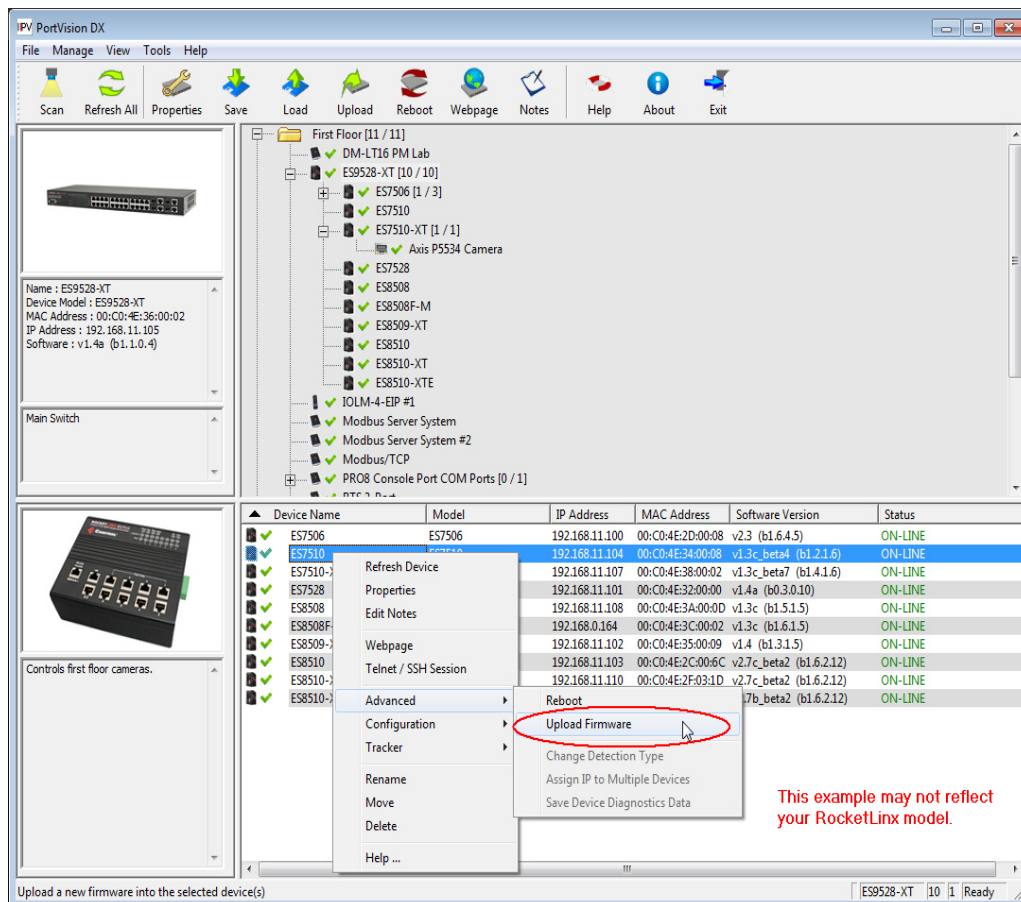 IPV PortVision DX
File Manage View Tools Help
Scan Refresh All Properties Save Load Upload Reboot Webpage Notes Help About Exit
First Floor [11 / 11]
DM-LT16 PM Lab
ES9528-XT [10 / 10]
ES7506 [1 / 3]
ES7510
ES7510-XT [1 / 1]
Axis P5534 Camera
ES7528
ES8508
ES8508F-M
ES8509-XT
ES8510
ES8510-XT
ES8510-XTE
IOLM-4-EIP #1
Modbus Server System
Modbus Server System #2
Modbus/TCP
PRO8 Console Port COM Ports [0 / 1]
Name : ES9528-XT
Device Model : ES9528-XT
MAC Address : 00:C0:4E:36:00:02
IP Address : 192.168.11.105
Software : v1.4a (b1.1.0.4)
Main Switch
Device Name Model IP Address MAC Address Software Version Status
ES7506 ES7506 192.168.11.100 00:C0:4E:2D:00:08 v2.3 (b1.6.4.5) ON-LINE
ES7510 ES7510 192.168.11.104 00:C0:4E:34:00:08 v1.3c_beta4 (b1.2.1.6) ON-LINE
ES7510-X 192.168.11.107 00:C0:4E:38:00:02 v1.3c_beta7 (b1.4.1.6) ON-LINE
ES7528 192.168.11.101 00:C0:4E:32:00:00 v1.4a (b0.3.0.10) ON-LINE
ES8508 192.168.11.108 00:C0:4E:3A:00:0D v1.3c (b1.5.1.5) ON-LINE
ES8508F- 192.168.0.164 00:C0:4E:3C:00:02 v1.3c (b1.6.1.5) ON-LINE
ES8509-X 192.168.11.102 00:C0:4E:35:00:09 v1.4 (b1.3.1.5) ON-LINE
ES8510 192.168.11.103 00:C0:4E:2C:00:6C v2.7c_beta2 (b1.6.2.12) ON-LINE
ES8510-X 192.168.11.110 00:C0:4E:2F:03:1D v2.7c_beta2 (b1.6.2.12) ON-LINE
ES8510-X .7b_beta2 (b1.6.2.12) ON-LINE
Refresh Device
Properties
Edit Notes
Webpage
Telnet / SSH Session
Advanced
Configuration
Tracker
Rename
Move
Delete
Help ...
Reboot
Upload Firmware
Change Detection Type
Assign IP to Multiple Devices
Save Device Diagnostics Data
Controls first floor cameras.
This example may not reflect
your RocketLinx model.
Upload a new firmware into the selected device(s) ES9528-XT 10 1 Ready